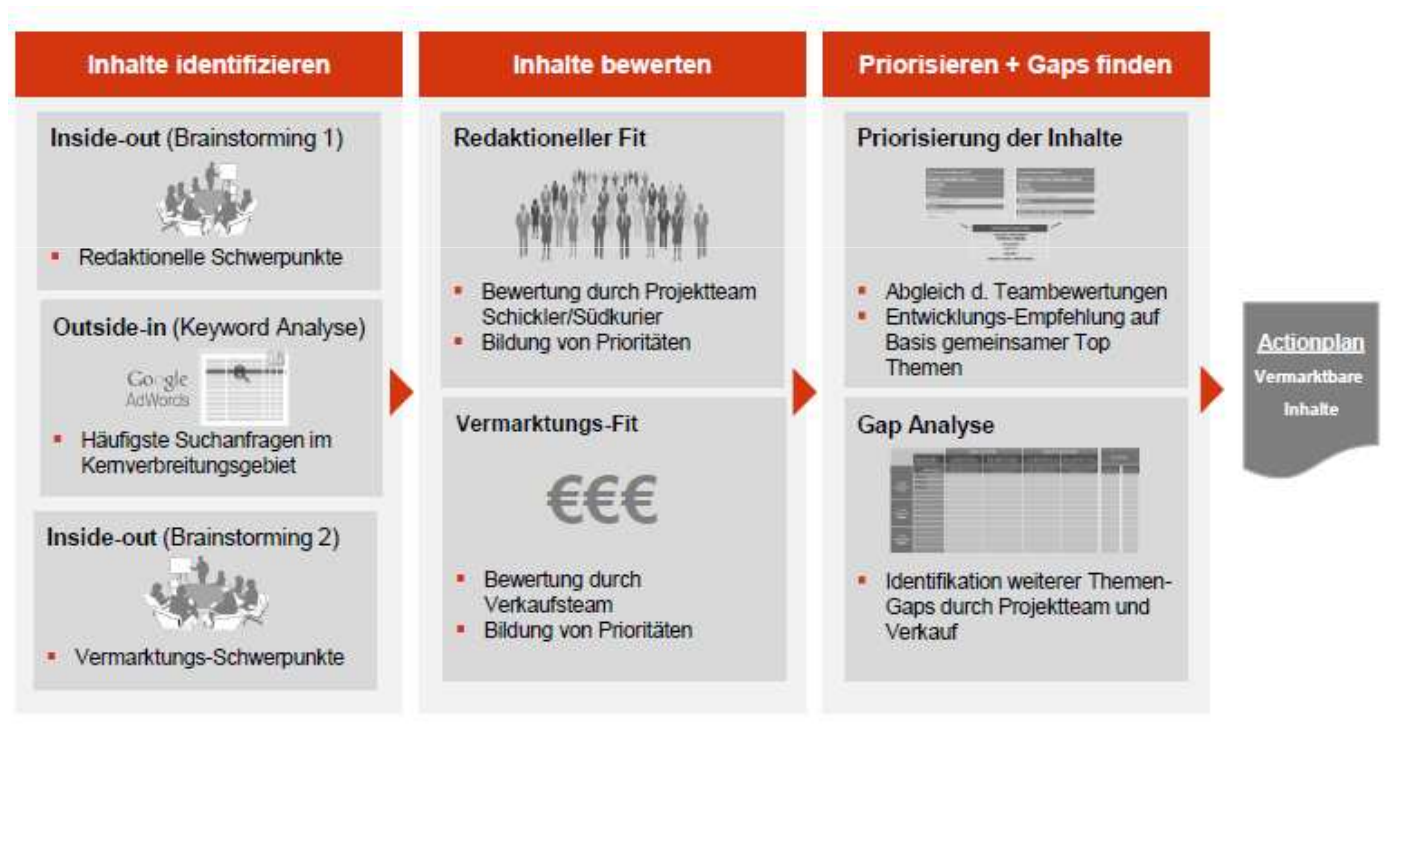 Inhalte identifizieren
Inside-out (Brainstorming 1)
Redaktionelle Schwerpunkte
Outside-in (Keyword Analyse)
Google
AdWords
Häufigste Suchanfragen im
Kernverbreitungsgebiet
Inside-out (Brainstorming 2)
Vermarktungs-Schwerpunkte
Inhalte bewerten
Redaktioneller Fit
Bewertung durch Projektteam
Schickler/Südkurier
Bildung von Prioritäten
Vermarktungs-Fit
€€€
Bewertung durch
Verkaufsteam
Bildung von Prioritäten
Priorisieren + Gaps finden
Priorisierung der Inhalte
Abgleich d. Teambewertungen
Entwicklungs-Empfehlung auf
Basis gemeinsamer Top
Themen
Gap Analyse
Identifikation weiterer Themen-
Gaps durch Projektteam und
Verkauf
Actionplan
Vermarktbare
Inhalte